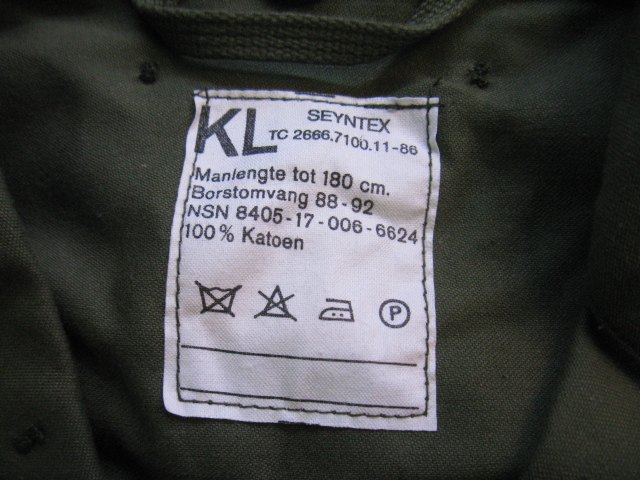 KL SEYNTEX
TC 2666.7100.11-86
Manlengte tot 180 cm.
Borstomvang 88-92
NSN 8405-17-006-6624
100% Katoen
P